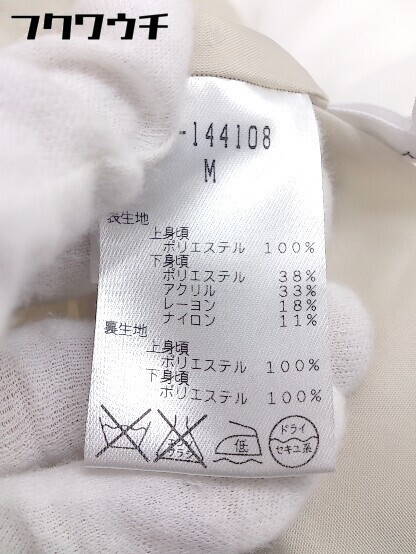 フクワウチ
-144108
M
表生地
上身頃
ポリエステル 100%
下身頃
ポリエステル 38%
アクリル 33%
レーヨン 18%
ナイロン 11%
裏生地
上身頃
ポリエステル 100%
下身頃
ポリエステル 100%
低
ドライ
セキユ系